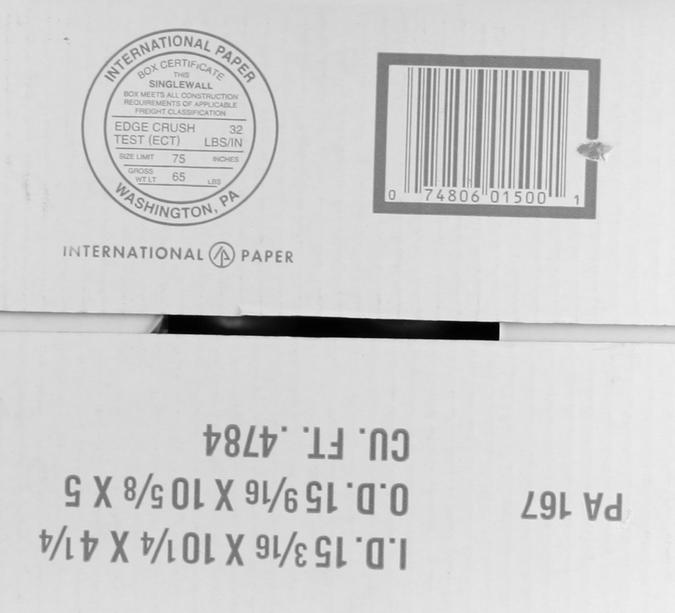 INTERNATIONAL PAPER
BOX CERTIFICATE
THIS
SINGLEWALL
BOX MEETS ALL CONSTRUCTION
REQUIREMENTS OF APPLICABLE
FREIGHT CLASSIFICATION
EDGE CRUSH 32
TEST (ECT) LBS/IN
SIZE LIMIT 75 INCHES
GROSS
WT LT 65 LBS
WASHINGTON, PA
INTERNATIONAL PAPER
0 74806 01500 1
PA 167
I.D. 15 3/16 X 10 1/4 X 4 1/4
O.D. 15 9/16 X 10 5/8 X 5
CU. FT. .4784